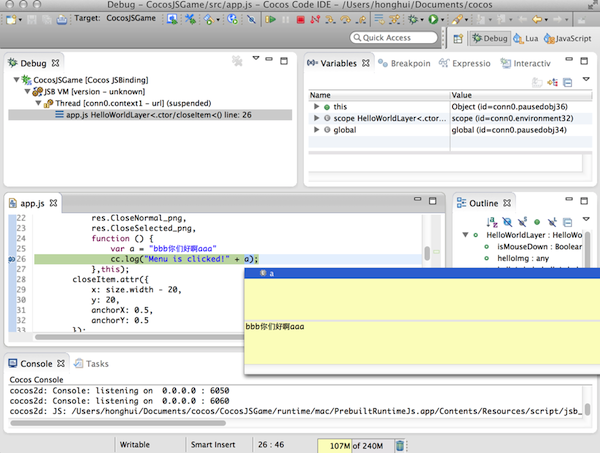 Debug - CocosJSGame/src/app.js - Cocos Code IDE - /Users/honghui/Documents/cocos
Target: CocosJSGame
Quick Access
Debug Lua JavaScript
Debug
CocosJSGame [Cocos JSBinding]
JSB VM [version - unknown]
Thread [conn0.context1 - url] (suspended)
app.js HelloWorldLayer<.ctor/closeItem<() line: 26
Variables Breakpoin Expressio Interactiv
Name Value
this Object (id=conn0.pausedobj36)
scope HelloWorldLayer<.ctor... scope (id=conn0.environment32)
global global (id=conn0.pausedobj34)
app.js
22 res.CloseNormal_png,
23 res.CloseSelected_png,
24 function () {
25 var a = "bbb你们好啊aaa"
26 cc.log("Menu is clicked!" + a);
27 },this);
28 closeItem.attr({
29 x: size.width - 20,
30 y: 20,
31 anchorX: 0.5,
32 anchorY: 0.5
33 });
Outline
HelloWorldLayer : HelloWo
isMouseDown : Boolear
helloImg : any
a
bbb你们好啊aaa
Console Tasks
Cocos Console
cocos2d: Console: listening on 0.0.0.0 : 6050
cocos2d: Console: listening on 0.0.0.0 : 6060
cocos2d: JS: /Users/honghui/Documents/cocos/CocosJSGame/runtime/mac/PrebuiltRuntimeJs.app/Contents/Resources/script/jsb_
Writable Smart Insert 26 : 46 107M of 240M